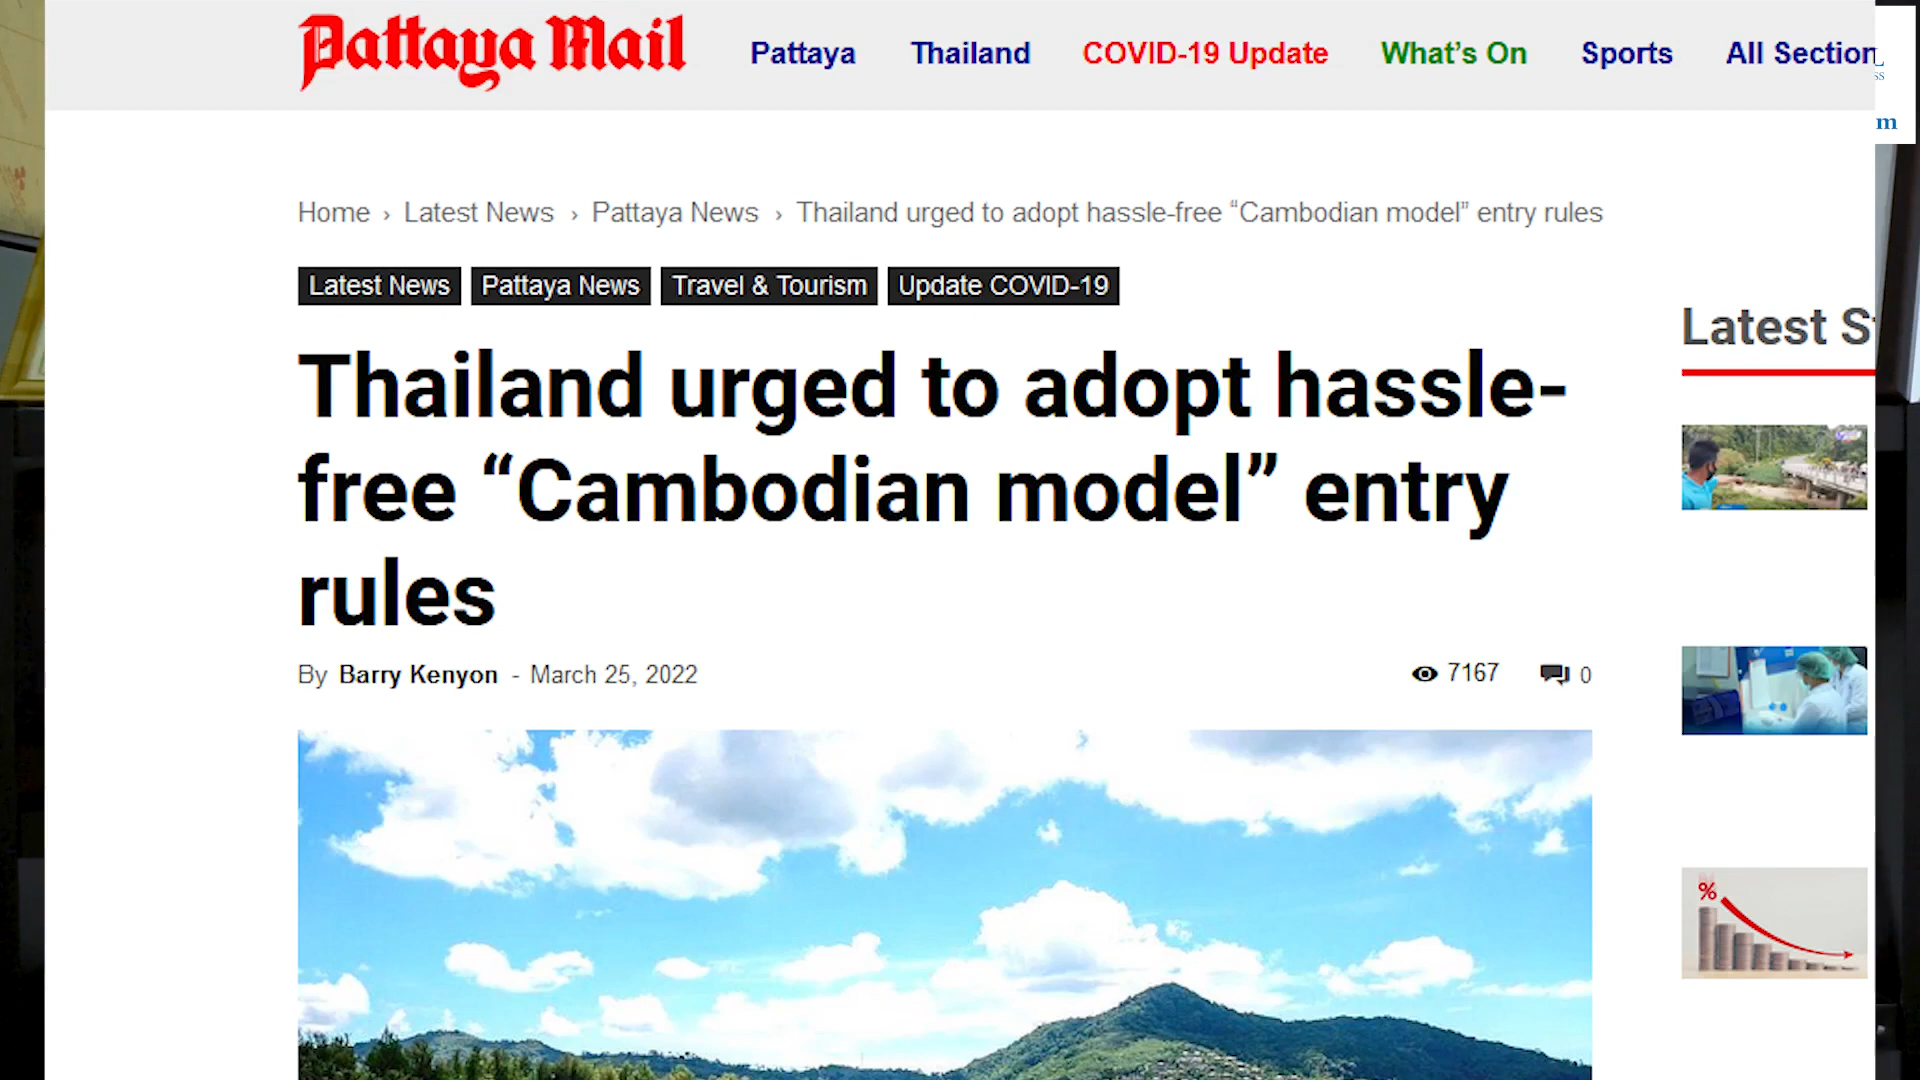 Pattaya Mail
Pattaya Thailand COVID-19 Update What's On Sports All Section
Home › Latest News › Pattaya News › Thailand urged to adopt hassle-free “Cambodian model” entry rules
Latest News Pattaya News Travel & Tourism Update COVID-19
Thailand urged to adopt hassle-
free “Cambodian model” entry
rules
By Barry Kenyon - March 25, 2022
7167 0
Latest
%